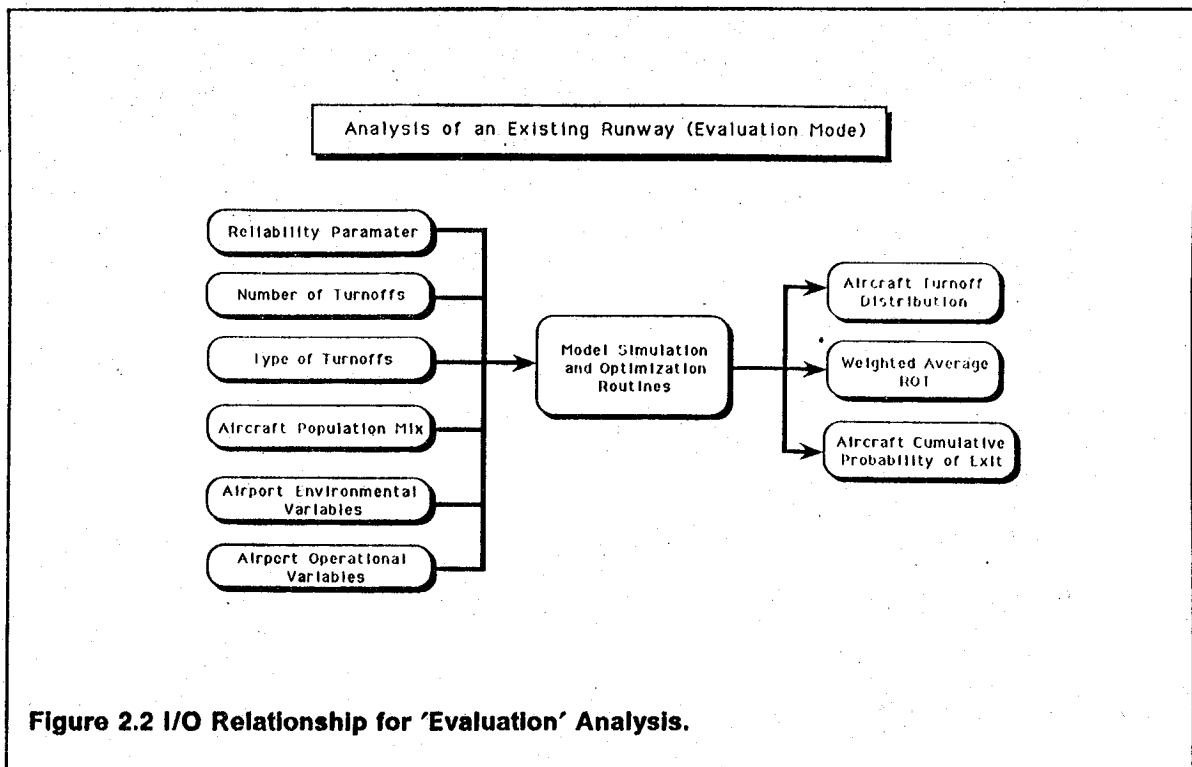 Analysis of an Existing Runway (Evaluation Mode)
Reliability Paramater
Number of Turnoffs
Type of Turnoffs
Aircraft Population Mix
Airport Environmental
Variables
Airport Operational
Variables
Model Simulation
and Optimization
Routines
Aircraft Turnoff
Distribution
Weighted Average
ROT
Aircraft Cumulative
Probability of Exit
Figure 2.2 I/O Relationship for 'Evaluation' Analysis.